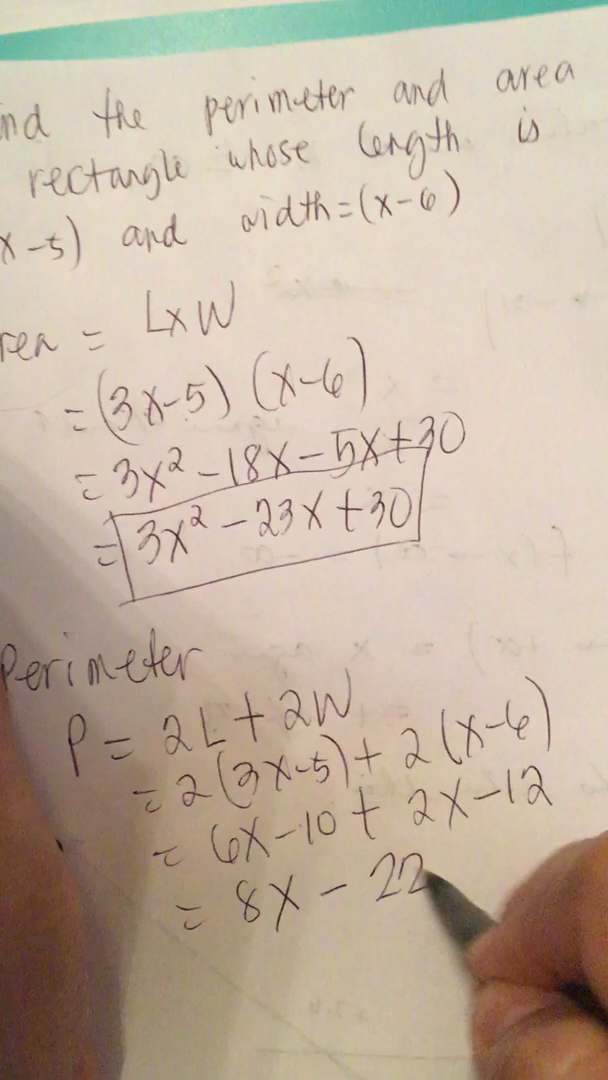 nd the perimeter and area
rectangle whose length is
x-5) and width=(x-6)
rea = LxW
=(3x-5) (x-6)
=3x²-18x-5x+30
=3x²-23x+30
Perimeter
P=2L+2W
=2(3x-5)+2(x-6)
=6x-10+2x-12
=8x-22